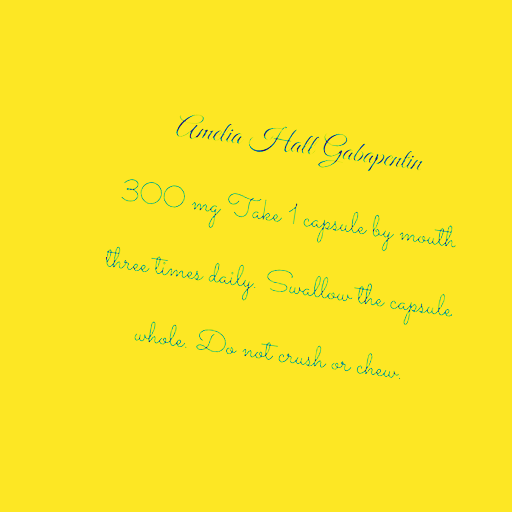 Amelia Hall Gabapentin
300 mg Take 1 capsule by mouth
three times daily. Swallow the capsule
whole. Do not crush or chew.